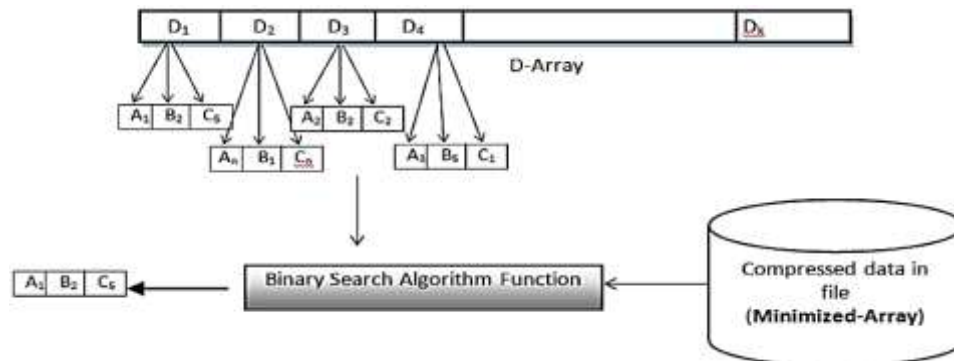 D₁ D₂ D₃ D₄ Dₓ
D-Array
A₁ B₂ C₅
A₂ B₂ C₂
Aₙ B₁ Cₙ
A₃ B₅ C₁
Binary Search Algorithm Function
A₁ B₂ C₅
Compressed data in
file
(Minimized-Array)